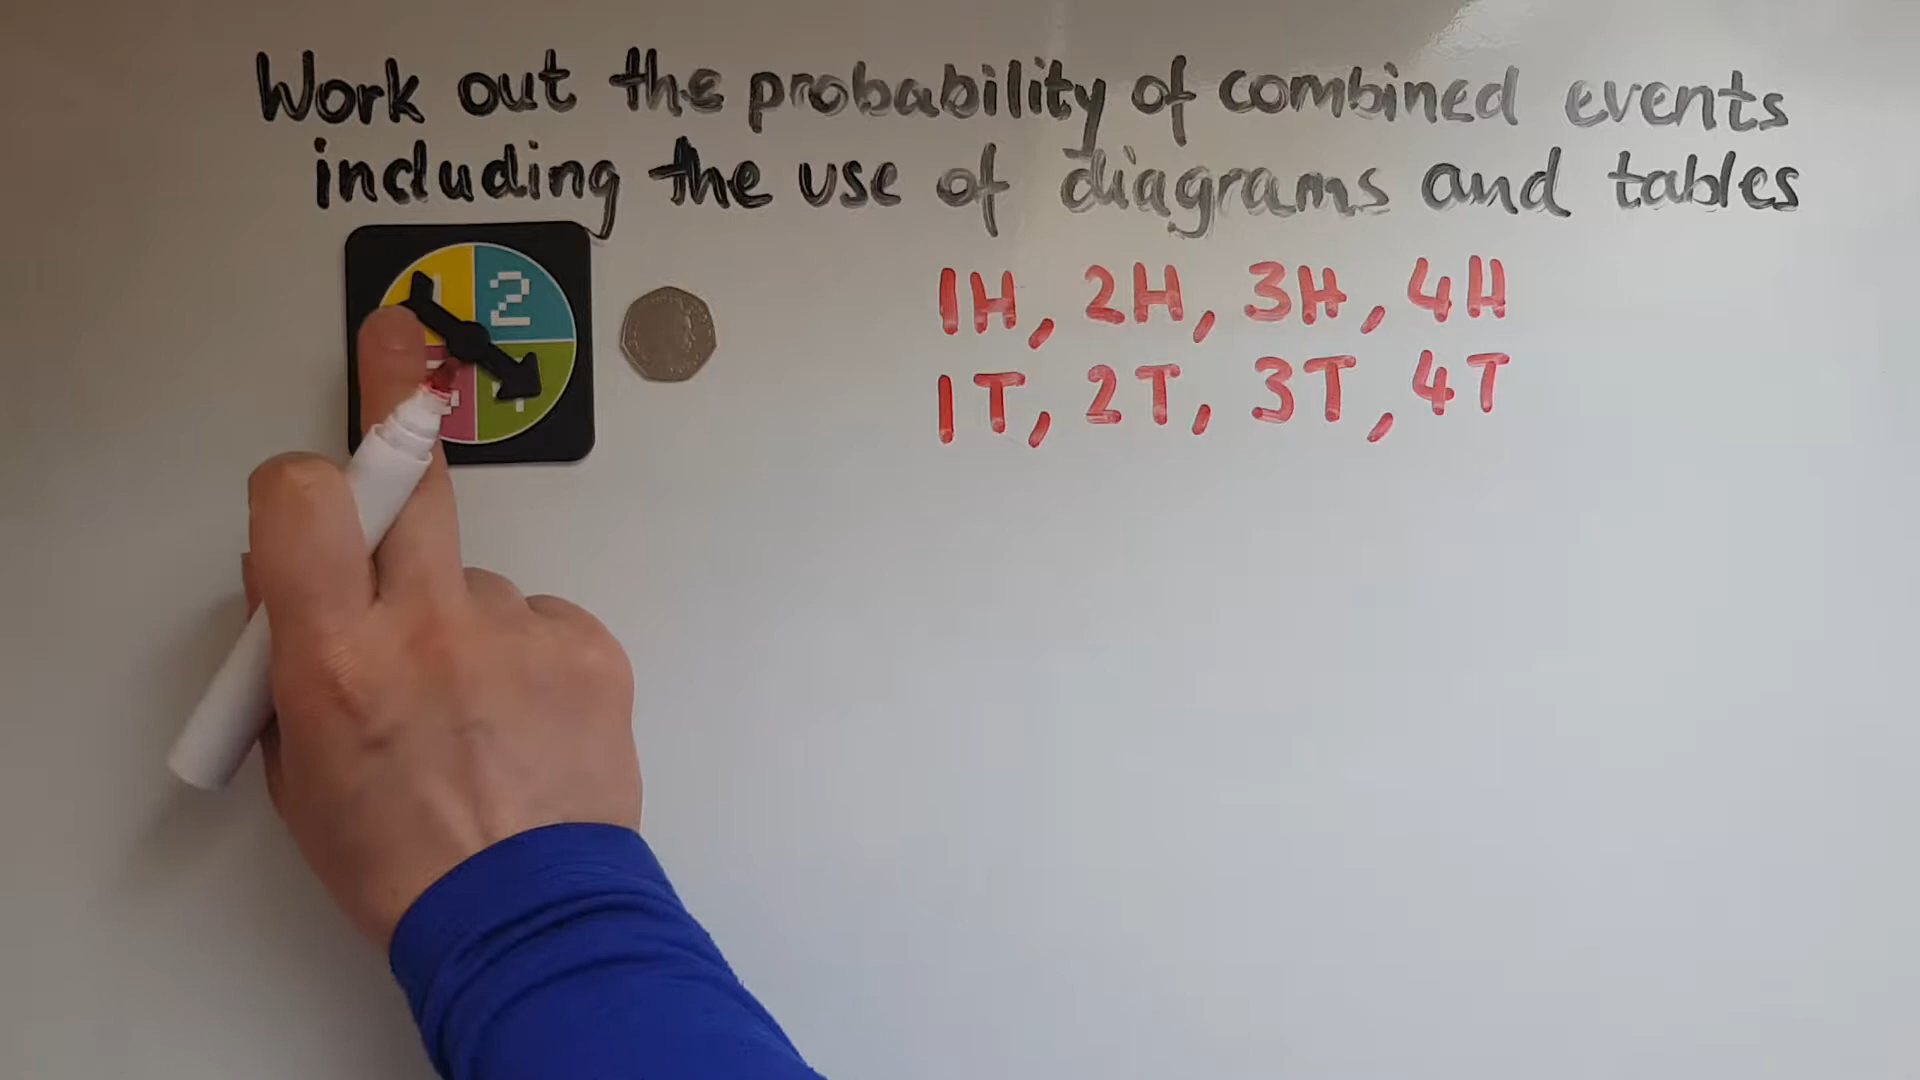 Work out the probability of combined events
including the use of diagrams and tables
2
1H, 2H, 3H, 4H
1T, 2T, 3T, 4T